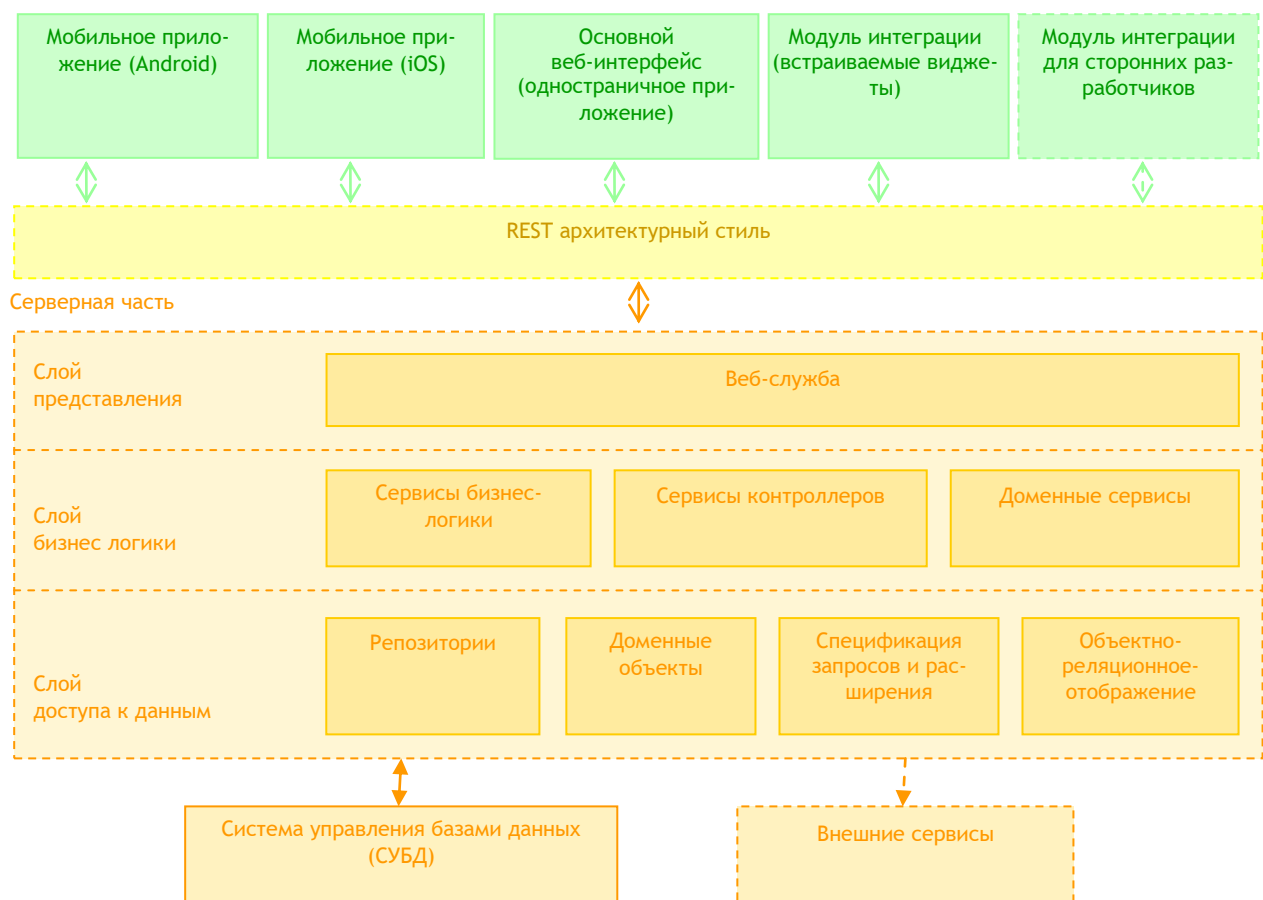 Мобильное прило-
жение (Android)
Мобильное при-
ложение (iOS)
Основной
веб-интерфейс
(одностраничное при-
ложение)
Модуль интеграции
(встраиваемые видже-
ты)
Модуль интеграции
для сторонних раз-
работчиков
REST архитектурный стиль
Серверная часть
Слой
представления
Веб-служба
Слой
бизнес логики
Сервисы бизнес-
логики
Сервисы контроллеров
Доменные сервисы
Слой
доступа к данным
Репозитории
Доменные
объекты
Спецификация
запросов и рас-
ширения
Объектно-
реляционное-
отображение
Система управления базами данных
(СУБД)
Внешние сервисы